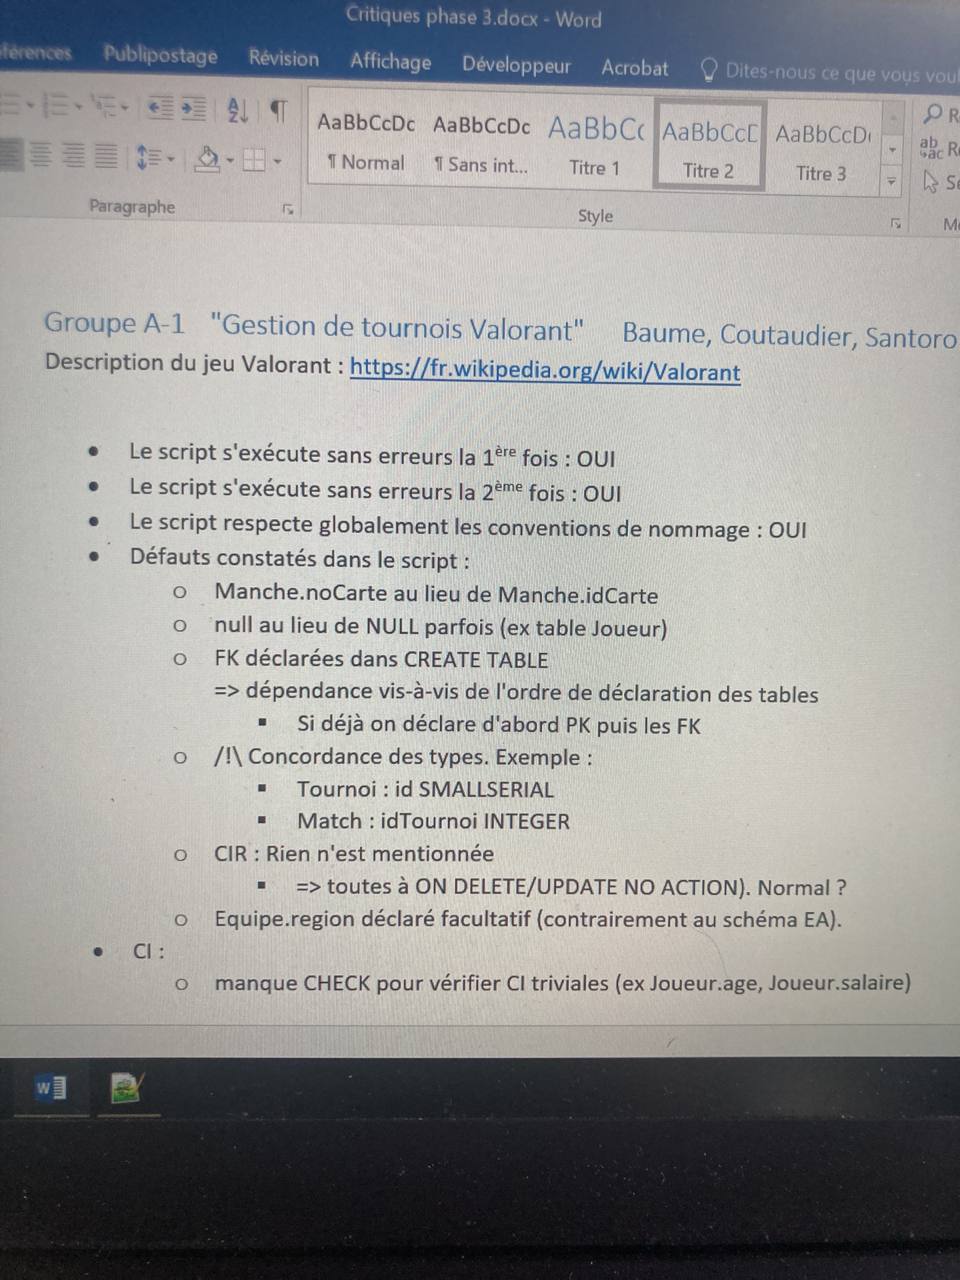 Critiques phase 3.docx - Word
Publipostage Révision Affichage Développeur Acrobat Dites-nous ce que vous
AaBbCcDc AaBbCcDc AaBbCc AaBbCcD AaBbCcD
¶ Normal ¶ Sans int... Titre 1 Titre 2 Titre 3
Paragraphe Style
Groupe A-1 "Gestion de tournois Valorant" Baume, Coutaudier, Santoro
Description du jeu Valorant : https://fr.wikipedia.org/wiki/Valorant
• Le script s'exécute sans erreurs la 1ère fois : OUI
• Le script s'exécute sans erreurs la 2ème fois : OUI
• Le script respecte globalement les conventions de nommage : OUI
• Défauts constatés dans le script :
o Manche.noCarte au lieu de Manche.idCarte
o null au lieu de NULL parfois (ex table Joueur)
o FK déclarées dans CREATE TABLE
=> dépendance vis-à-vis de l'ordre de déclaration des tables
▪ Si déjà on déclare d'abord PK puis les FK
o /!\ Concordance des types. Exemple :
▪ Tournoi : id SMALLSERIAL
▪ Match : idTournoi INTEGER
o CIR : Rien n'est mentionnée
▪ => toutes à ON DELETE/UPDATE NO ACTION). Normal ?
o Equipe.region déclaré facultatif (contrairement au schéma EA).
• CI :
o manque CHECK pour vérifier CI triviales (ex Joueur.age, Joueur.salaire)